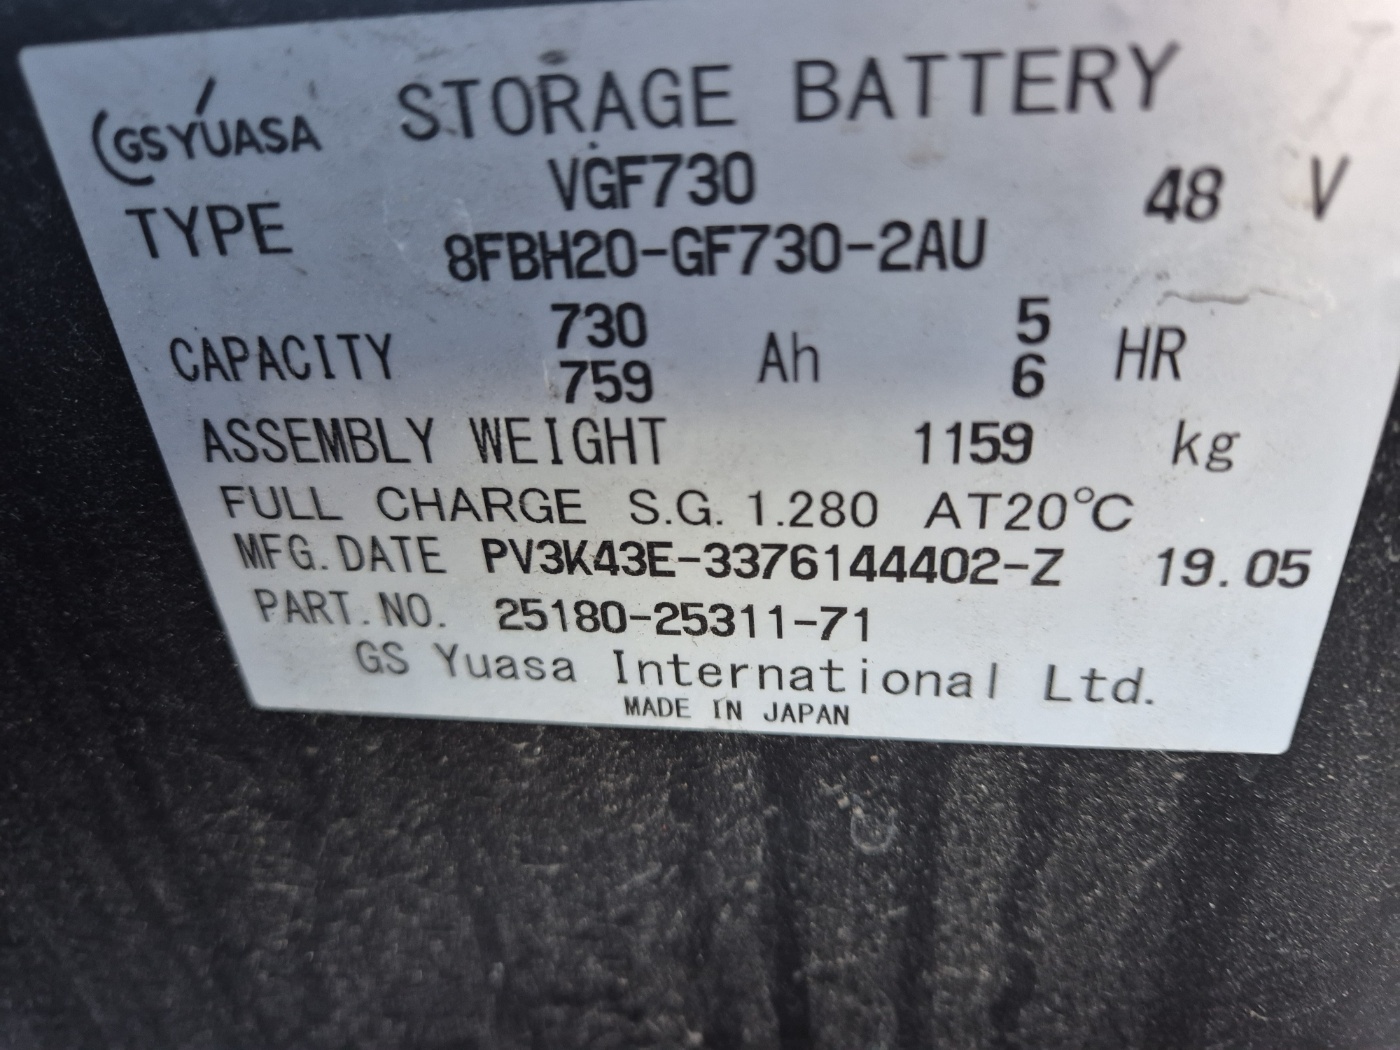 GS YUASA STORAGE BATTERY
VGF730 48 V
TYPE
8FBH20-GF730-2AU
730 5
CAPACITY Ah HR
759 6
ASSEMBLY WEIGHT 1159 kg
FULL CHARGE S.G. 1.280 AT20°C
MFG. DATE PV3K43E-3376144402-Z 19.05
PART. NO. 25180-25311-71
GS Yuasa International Ltd.
MADE IN JAPAN